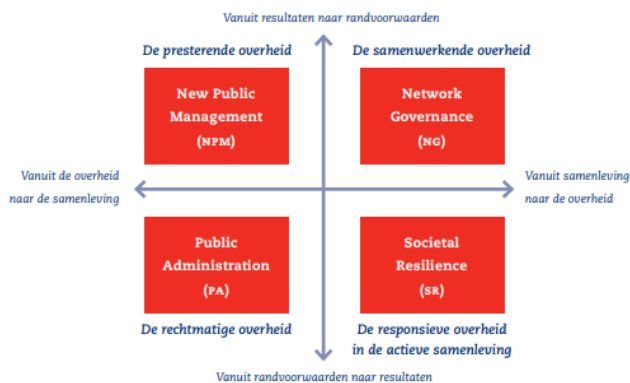 Vanuit resultaten naar randvoorwaarden
De presterende overheid
De samenwerkende overheid
New Public
Management
(NPM)
Network
Governance
(NG)
Vanuit de overheid
naar de samenleving
Vanuit samenleving
naar de overheid
Public
Administration
(PA)
Societal
Resilience
(SR)
De rechtmatige overheid
De responsieve overheid
in de actieve samenleving
Vanuit randvoorwaarden naar resultaten